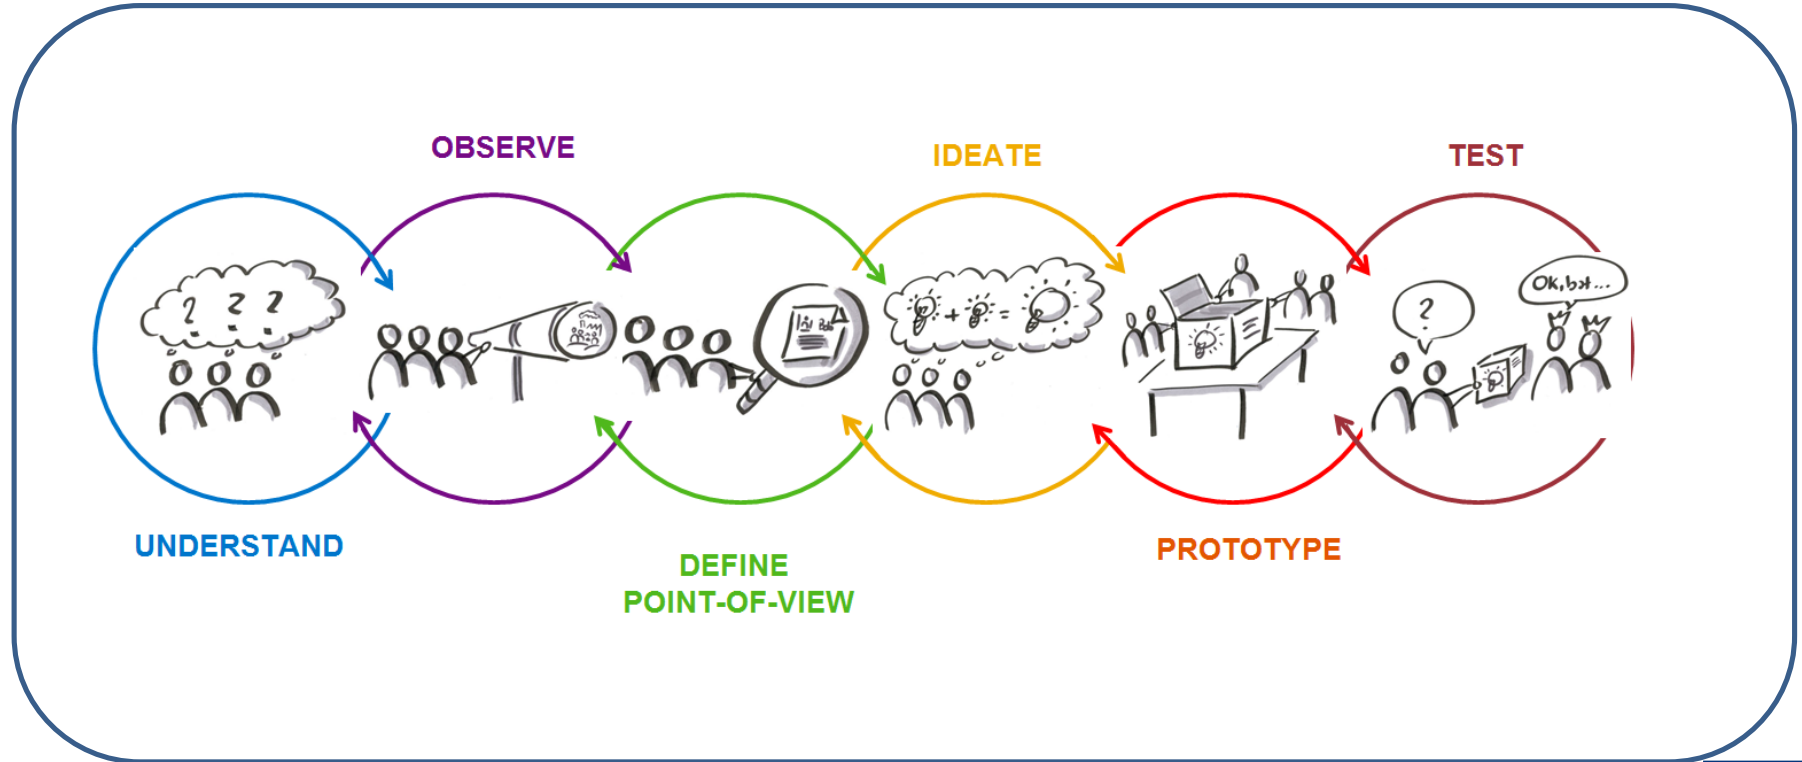 OBSERVE
IDEATE
TEST
? ? ?
+ =
?
Ok, but...
UNDERSTAND
DEFINE
POINT-OF-VIEW
PROTOTYPE